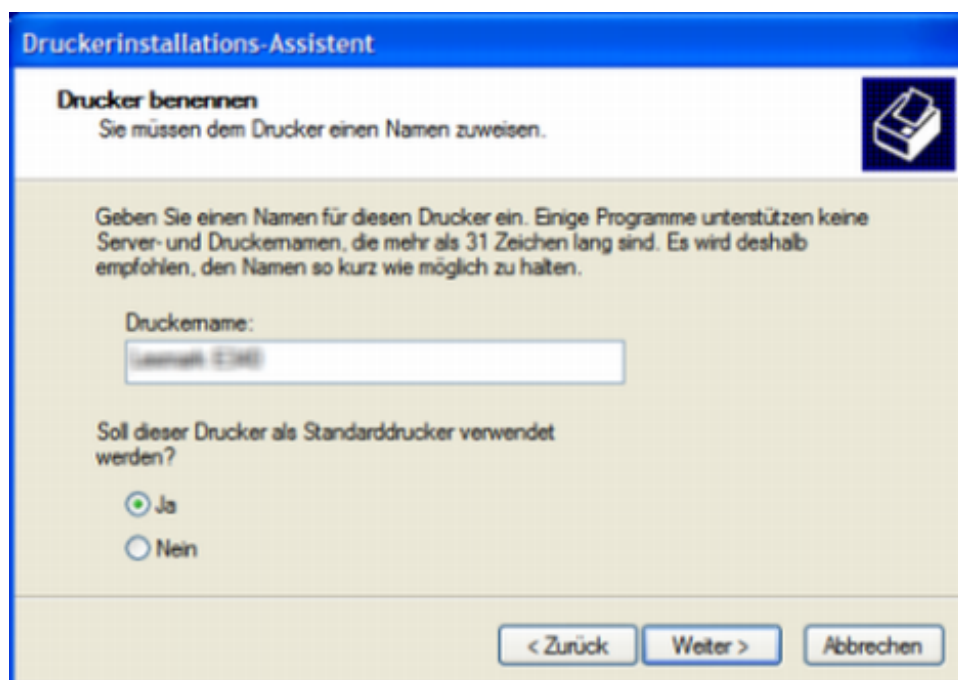 Druckerinstallations-Assistent
Drucker benennen
Sie müssen dem Drucker einen Namen zuweisen.
Geben Sie einen Namen für diesen Drucker ein. Einige Programme unterstützen keine
Server- und Druckernamen, die mehr als 31 Zeichen lang sind. Es wird deshalb
empfohlen, den Namen so kurz wie möglich zu halten.
Druckername:
Lexmark
Soll dieser Drucker als Standarddrucker verwendet
werden?
Ja
Nein
< Zurück
Weiter >
Abbrechen